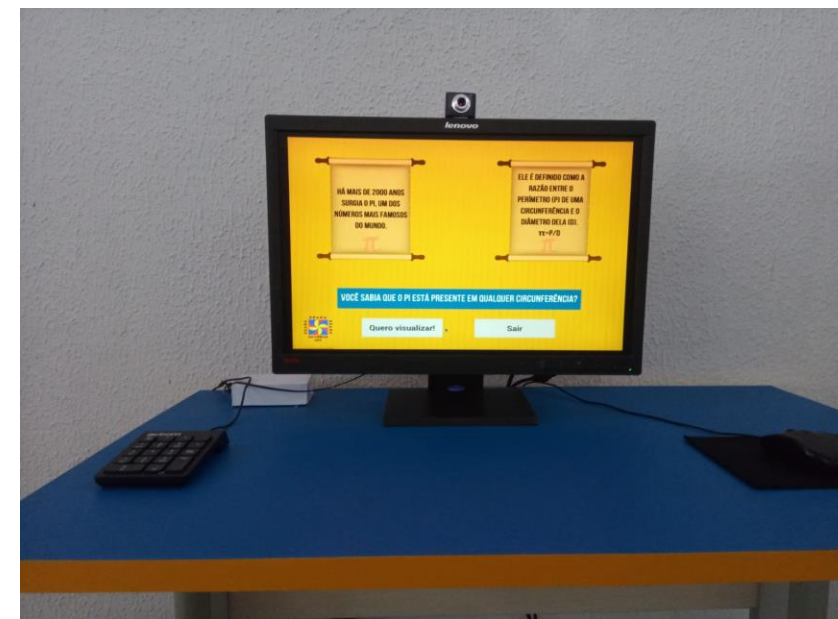 lenovo
HÁ MAIS DE 2000 ANOS
SURGIA O PI, UM DOS
NÚMEROS MAIS FAMOSOS
DO MUNDO.
π
ELE É DEFINIDO COMO A
RAZÃO ENTRE O
PERÍMETRO (P) DE UMA
CIRCUNFERÊNCIA E O
DIÂMETRO DELA (D).
π=P/D
π
VOCÊ SABIA QUE O PI ESTÁ PRESENTE EM QUALQUER CIRCUNFERÊNCIA?
Quero visualizar!
Sair